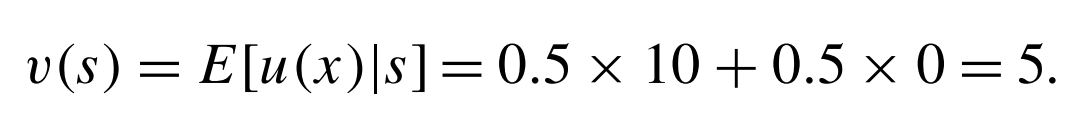 v(s) = E[u(x)|s] = 0.5 × 10 + 0.5 × 0 = 5.